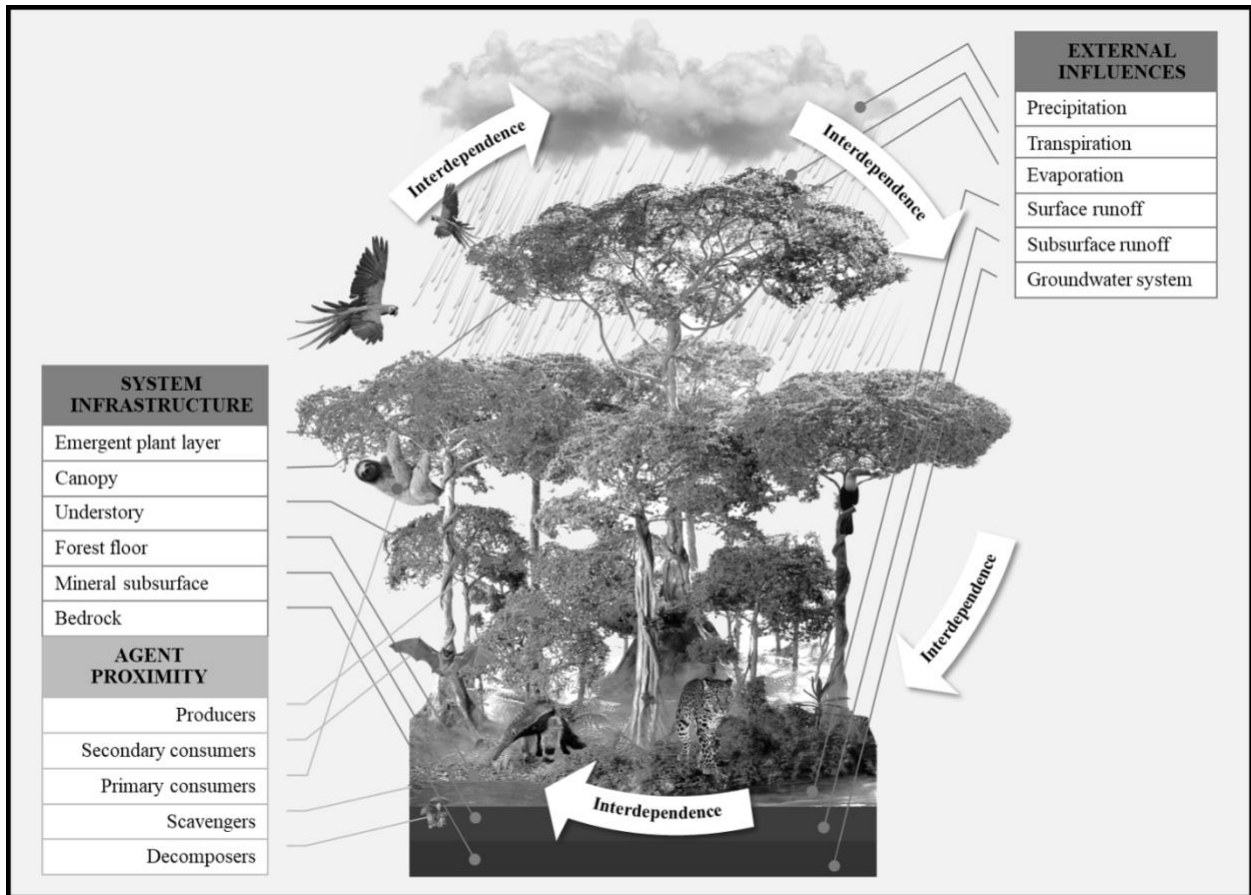 EXTERNAL
INFLUENCES
Precipitation
Transpiration
Evaporation
Surface runoff
Subsurface runoff
Groundwater system
Interdependence
Interdependence
SYSTEM
INFRASTRUCTURE
Emergent plant layer
Canopy
Understory
Forest floor
Mineral subsurface
Bedrock
AGENT
PROXIMITY
Producers
Secondary consumers
Primary consumers
Scavengers
Decomposers
Interdependence
Interdependence